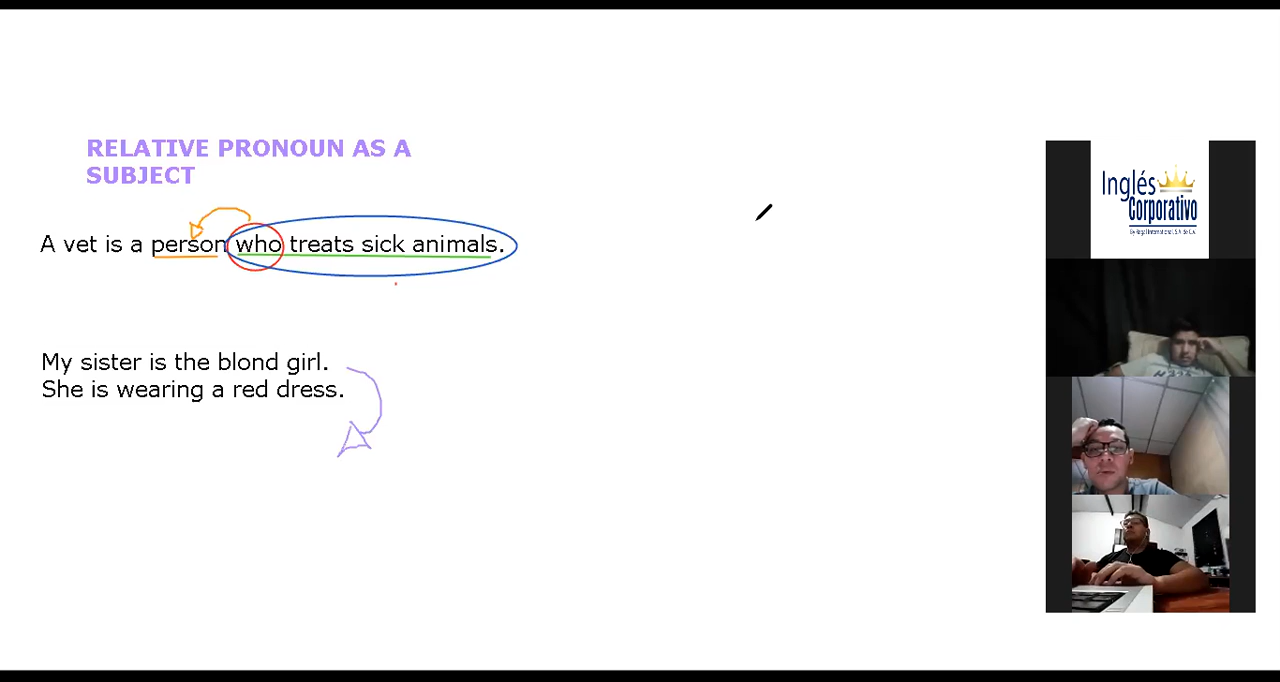 RELATIVE PRONOUN AS A
SUBJECT
A vet is a person who treats sick animals.
My sister is the blond girl.
She is wearing a red dress.
Inglés
Corporativo